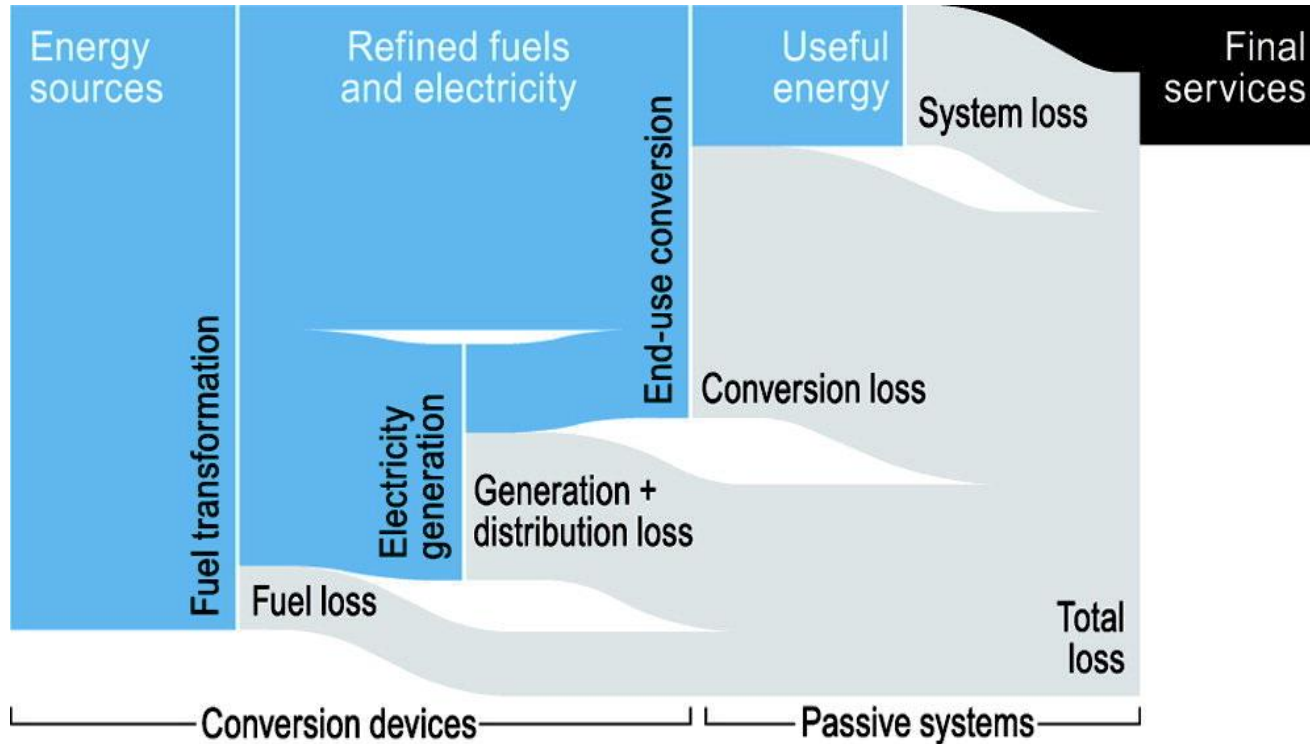 Energy
sources
Refined fuels
and electricity
Useful
energy
Final
services
System loss
Fuel transformation
Electricity
generation
End-use conversion
Conversion loss
Generation +
distribution loss
Fuel loss
Total
loss
Conversion devices
Passive systems